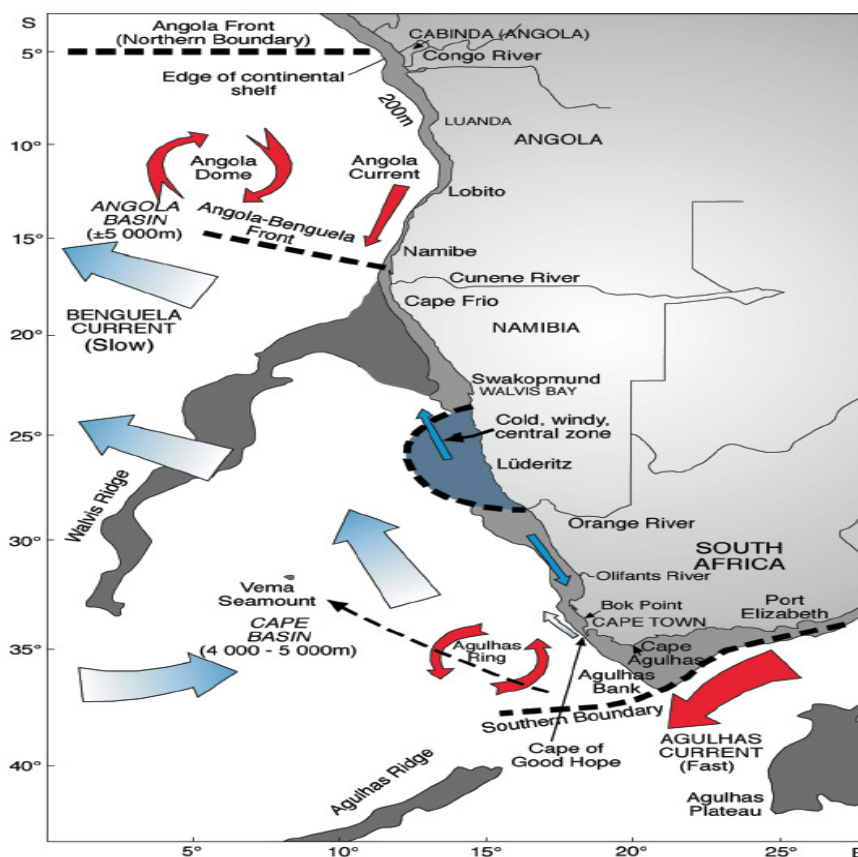 S
Angola Front
(Northern Boundary)
CABINDA (ANGOLA)
5°
Congo River
Edge of continental
shelf
200m
LUANDA
10°
ANGOLA
Angola
Dome
Angola
Current
Lobito
ANGOLA
BASIN
(±5 000m)
Angola-Benguela
Front
15°
Namibe
Cunene River
Cape Frio
BENGUELA
CURRENT
(Slow)
NAMIBIA
20°
Swakopmund
WALVIS BAY
Cold, windy,
central zone
25°
Lüderitz
Walvis Ridge
Orange River
30°
SOUTH
AFRICA
Olifants River
Vema
Seamount
Bok Point
Port
Elizabeth
CAPE TOWN
CAPE
BASIN
(4 000 - 5 000m)
35°
Agulhas
Ring
Cape
Agulhas
Agulhas
Bank
Southern Boundary
AGULHAS
CURRENT
(Fast)
Cape of
Good Hope
40°
Agulhas Ridge
Agulhas
Plateau
5°
10°
15°
20°
25°
E